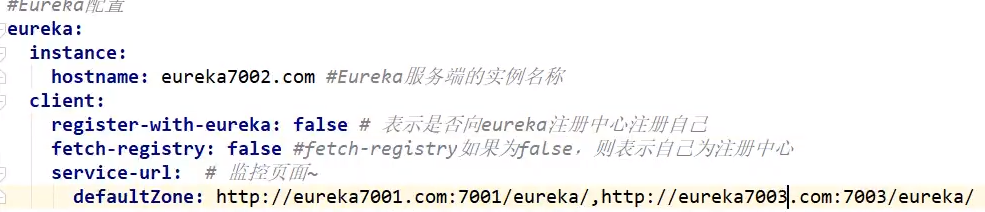 #Eureka配置
eureka:
  instance:
    hostname: eureka7002.com #Eureka服务端的实例名称
  client:
    register-with-eureka: false # 表示是否向eureka注册中心注册自己
    fetch-registry: false #fetch-registry如果为false，则表示自己为注册中心
    service-url:  # 监控页面~
      defaultZone: http://eureka7001.com:7001/eureka/,http://eureka7003.com:7003/eureka/